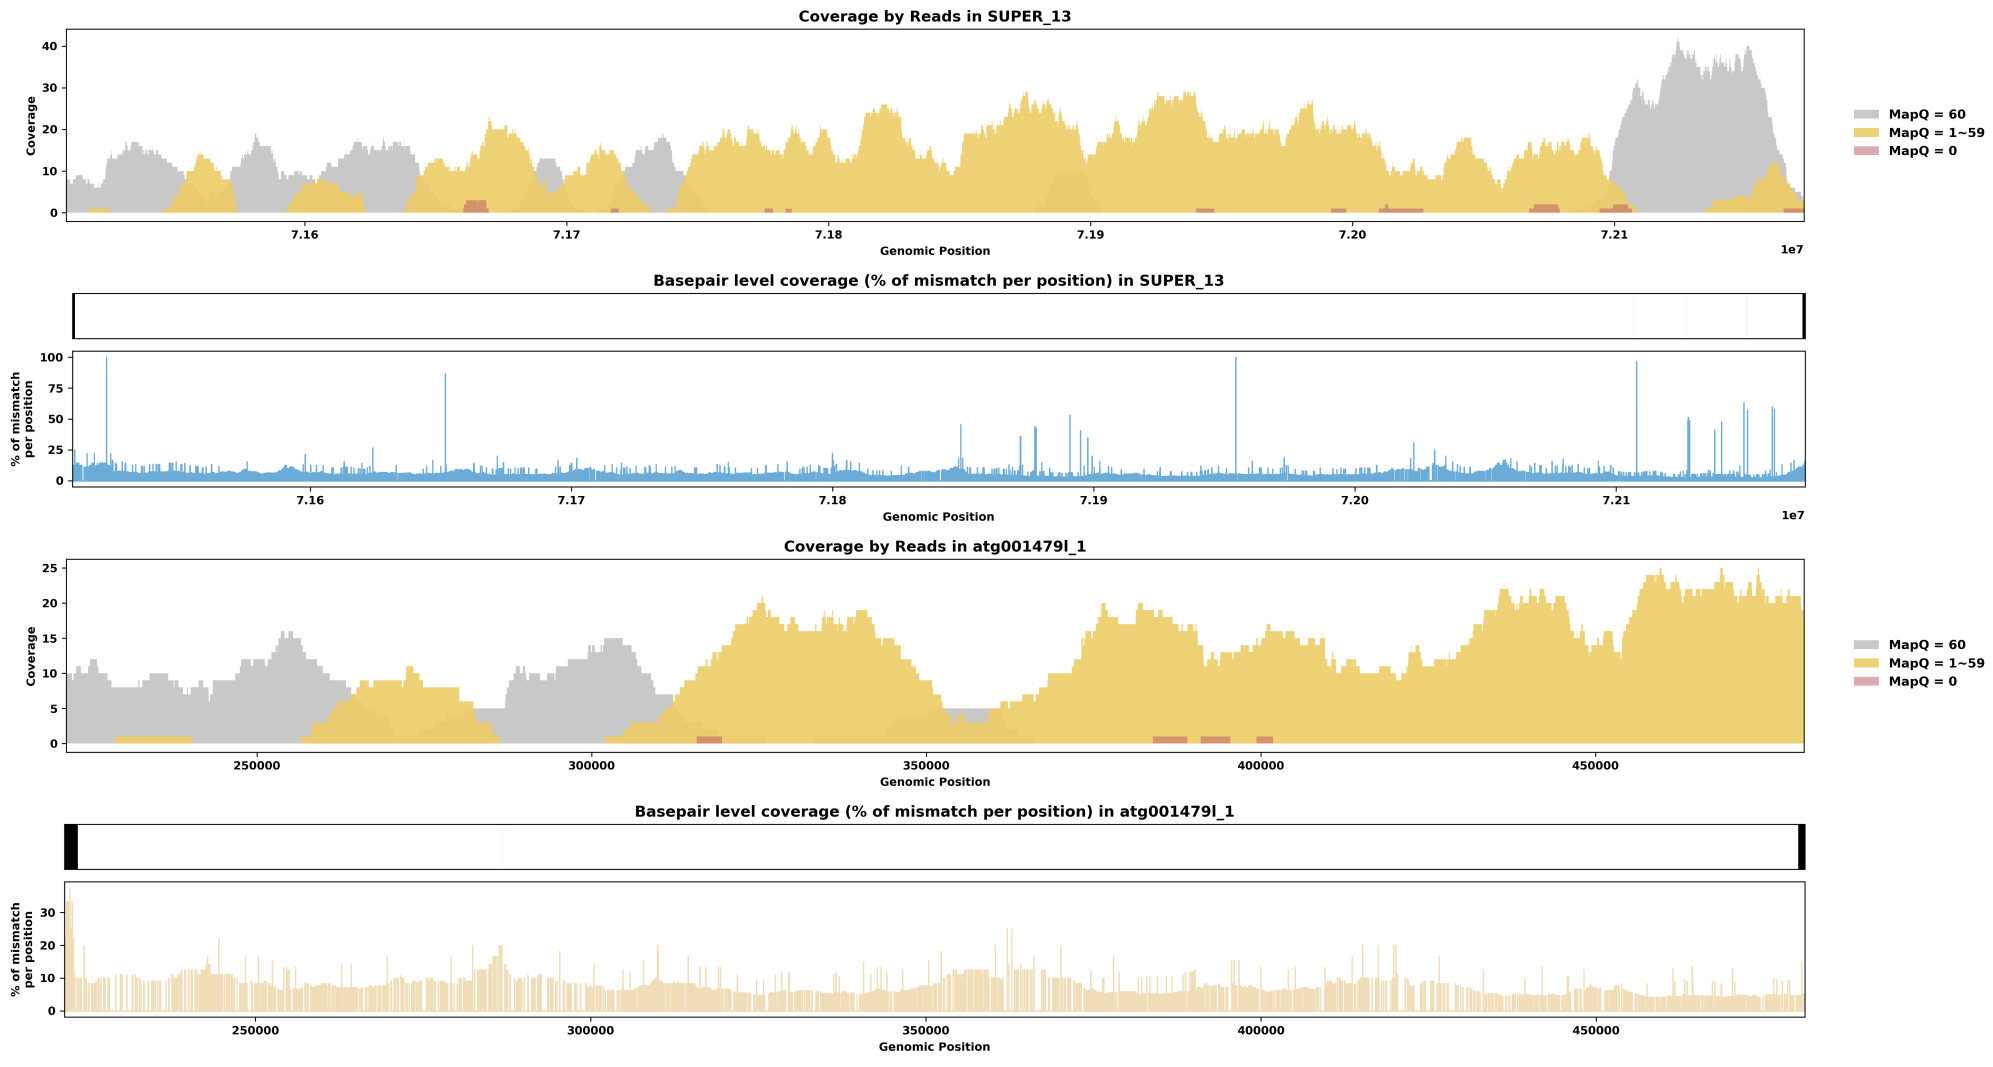 Coverage by Reads in SUPER_13
40
30
20
10
0
Coverage
7.16 7.17 7.18 7.19 7.20 7.21
1e7
Genomic Position
MapQ = 60
MapQ = 1~59
MapQ = 0
Basepair level coverage (% of mismatch per position) in SUPER_13
100
75
50
25
0
% of mismatch
per position
7.16 7.17 7.18 7.19 7.20 7.21
1e7
Genomic Position
Coverage by Reads in atg001479l_1
25
20
15
10
5
0
Coverage
250000 300000 350000 400000 450000
Genomic Position
MapQ = 60
MapQ = 1~59
MapQ = 0
Basepair level coverage (% of mismatch per position) in atg001479l_1
30
20
10
0
% of mismatch
per position
250000 300000 350000 400000 450000
Genomic Position